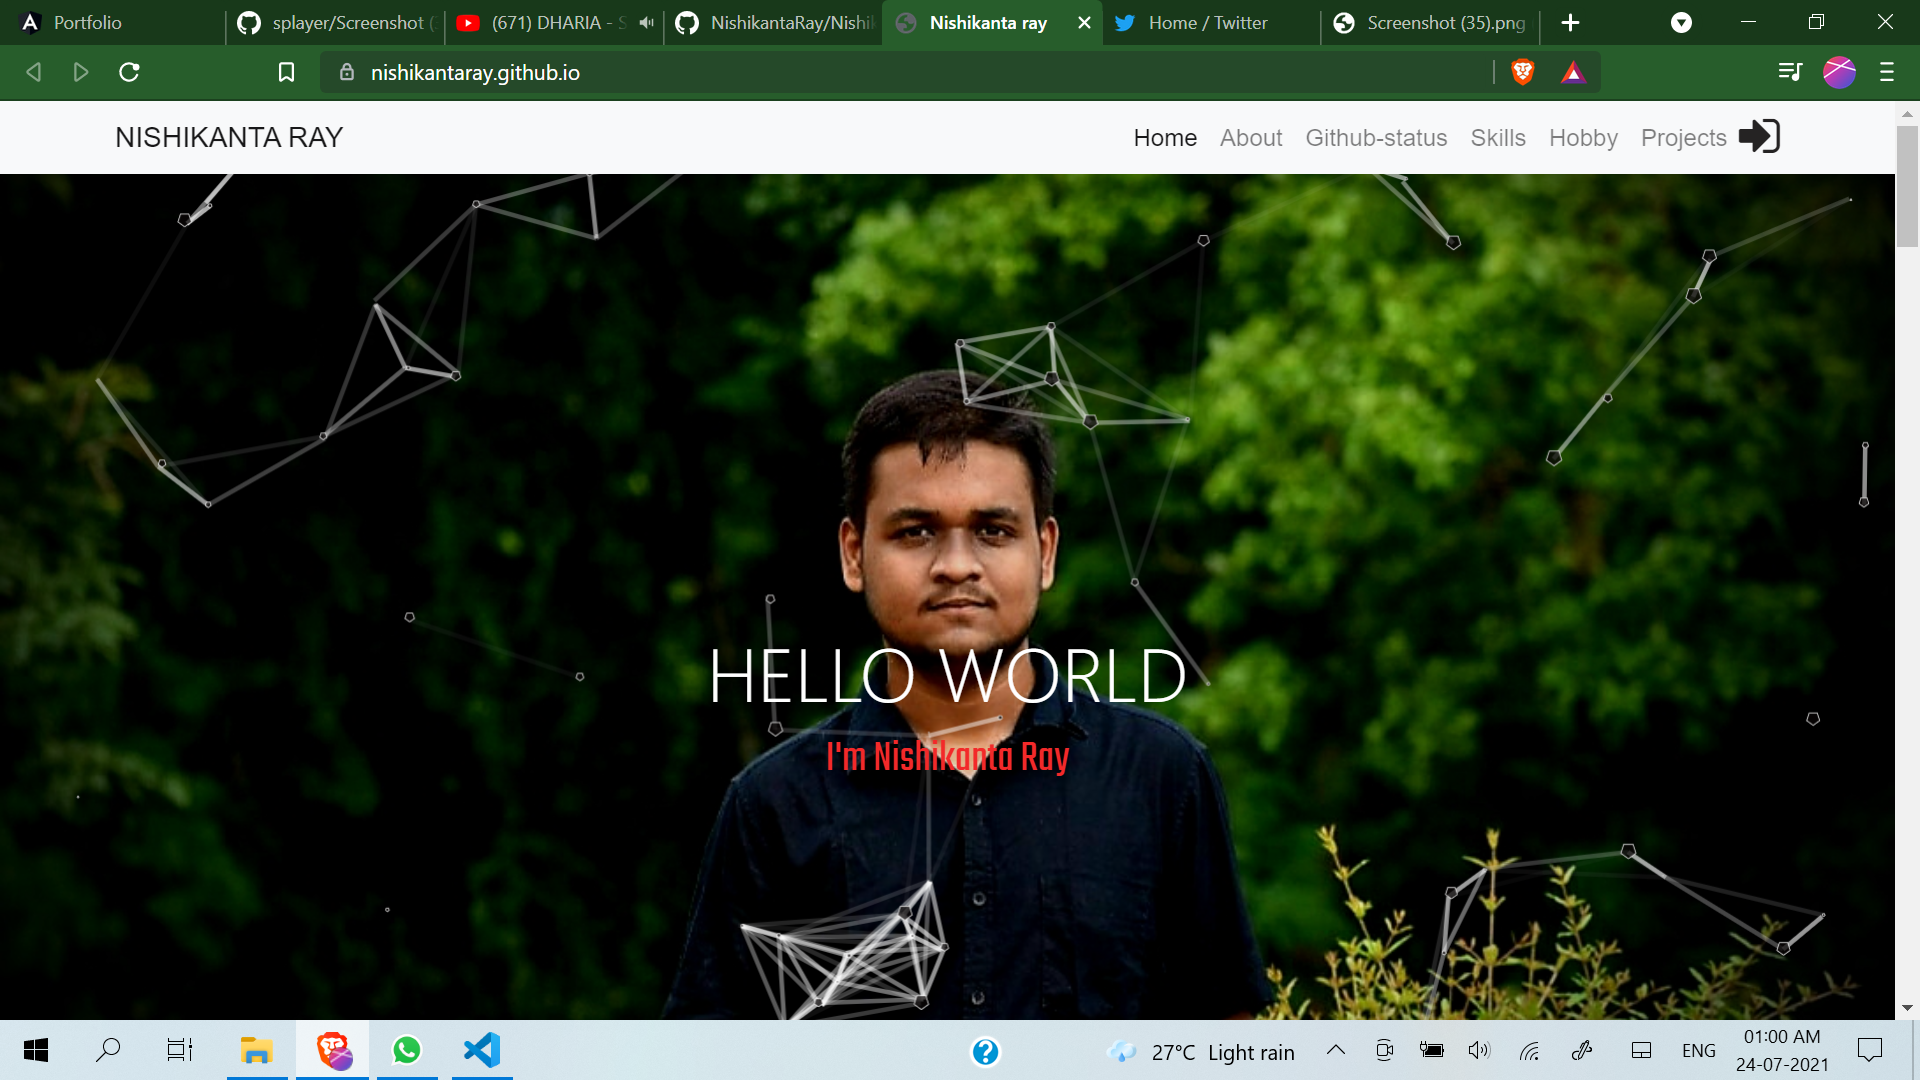 Portfolio
splayer/Screenshot (3
(671) DHARIA - S
NishikantaRay/Nishik
Nishikanta ray
Home / Twitter
Screenshot (35).png
nishikantaray.github.io
NISHIKANTA RAY
Home About Github-status Skills Hobby Projects
HELLO WORLD
I'm Nishikanta Ray
27°C Light rain
ENG
01:00 AM
24-07-2021